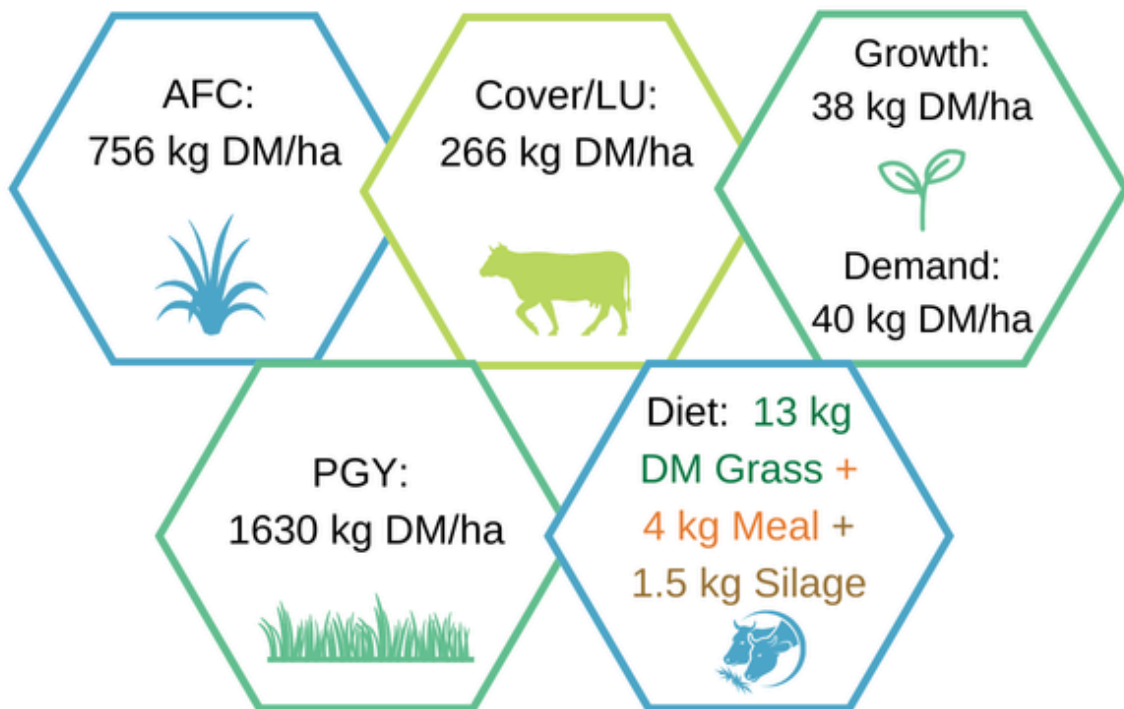 AFC:
756 kg DM/ha
Cover/LU:
266 kg DM/ha
Growth:
38 kg DM/ha
Demand:
40 kg DM/ha
PGY:
1630 kg DM/ha
Diet: 13 kg
DM Grass +
4 kg Meal +
1.5 kg Silage